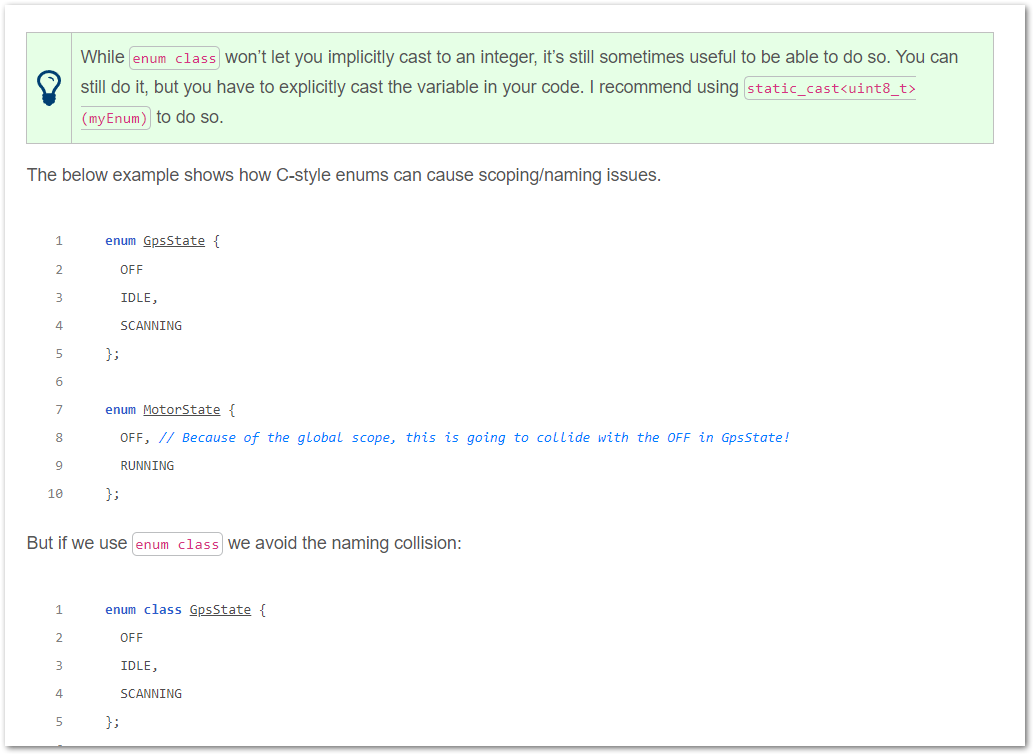 While enum class won’t let you implicitly cast to an integer, it’s still sometimes useful to be able to do so. You can
still do it, but you have to explicitly cast the variable in your code. I recommend using static_cast<uint8_t>
(myEnum) to do so.
The below example shows how C-style enums can cause scoping/naming issues.
1 enum GpsState {
2 OFF
3 IDLE,
4 SCANNING
5 };
6
7 enum MotorState {
8 OFF, // Because of the global scope, this is going to collide with the OFF in GpsState!
9 RUNNING
10 };
But if we use enum class we avoid the naming collision:
1 enum class GpsState {
2 OFF
3 IDLE,
4 SCANNING
5 };